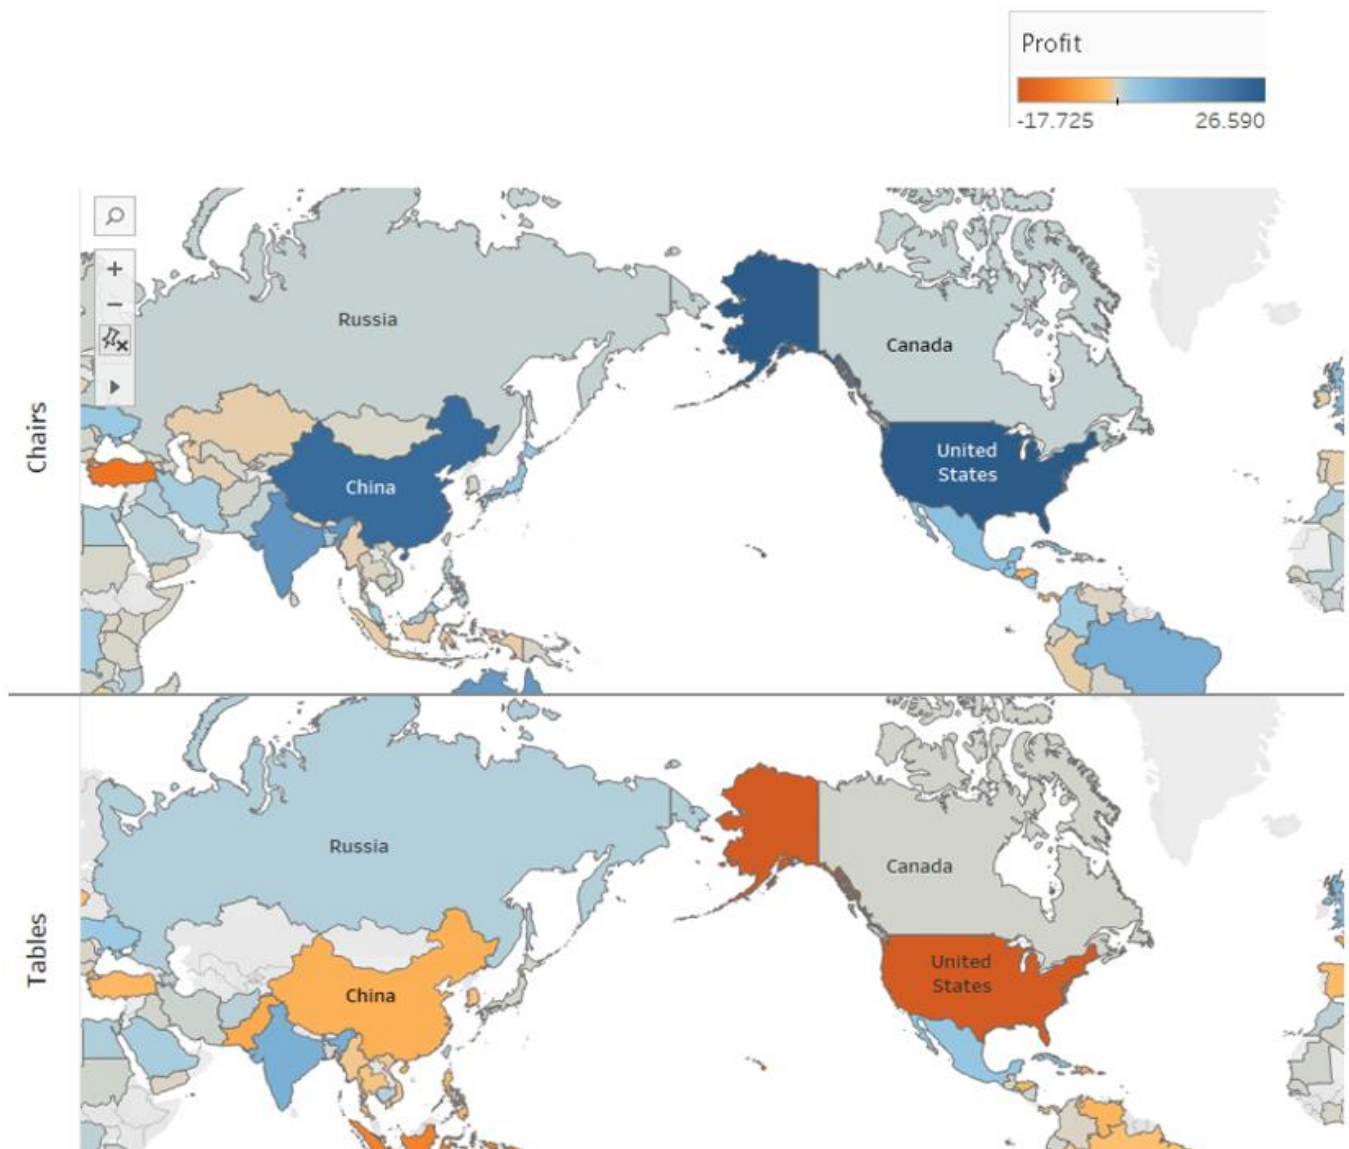 Profit
-17.725 26.590
Chairs
Russia
Canada
China
United
States
Tables
Russia
Canada
China
United
States